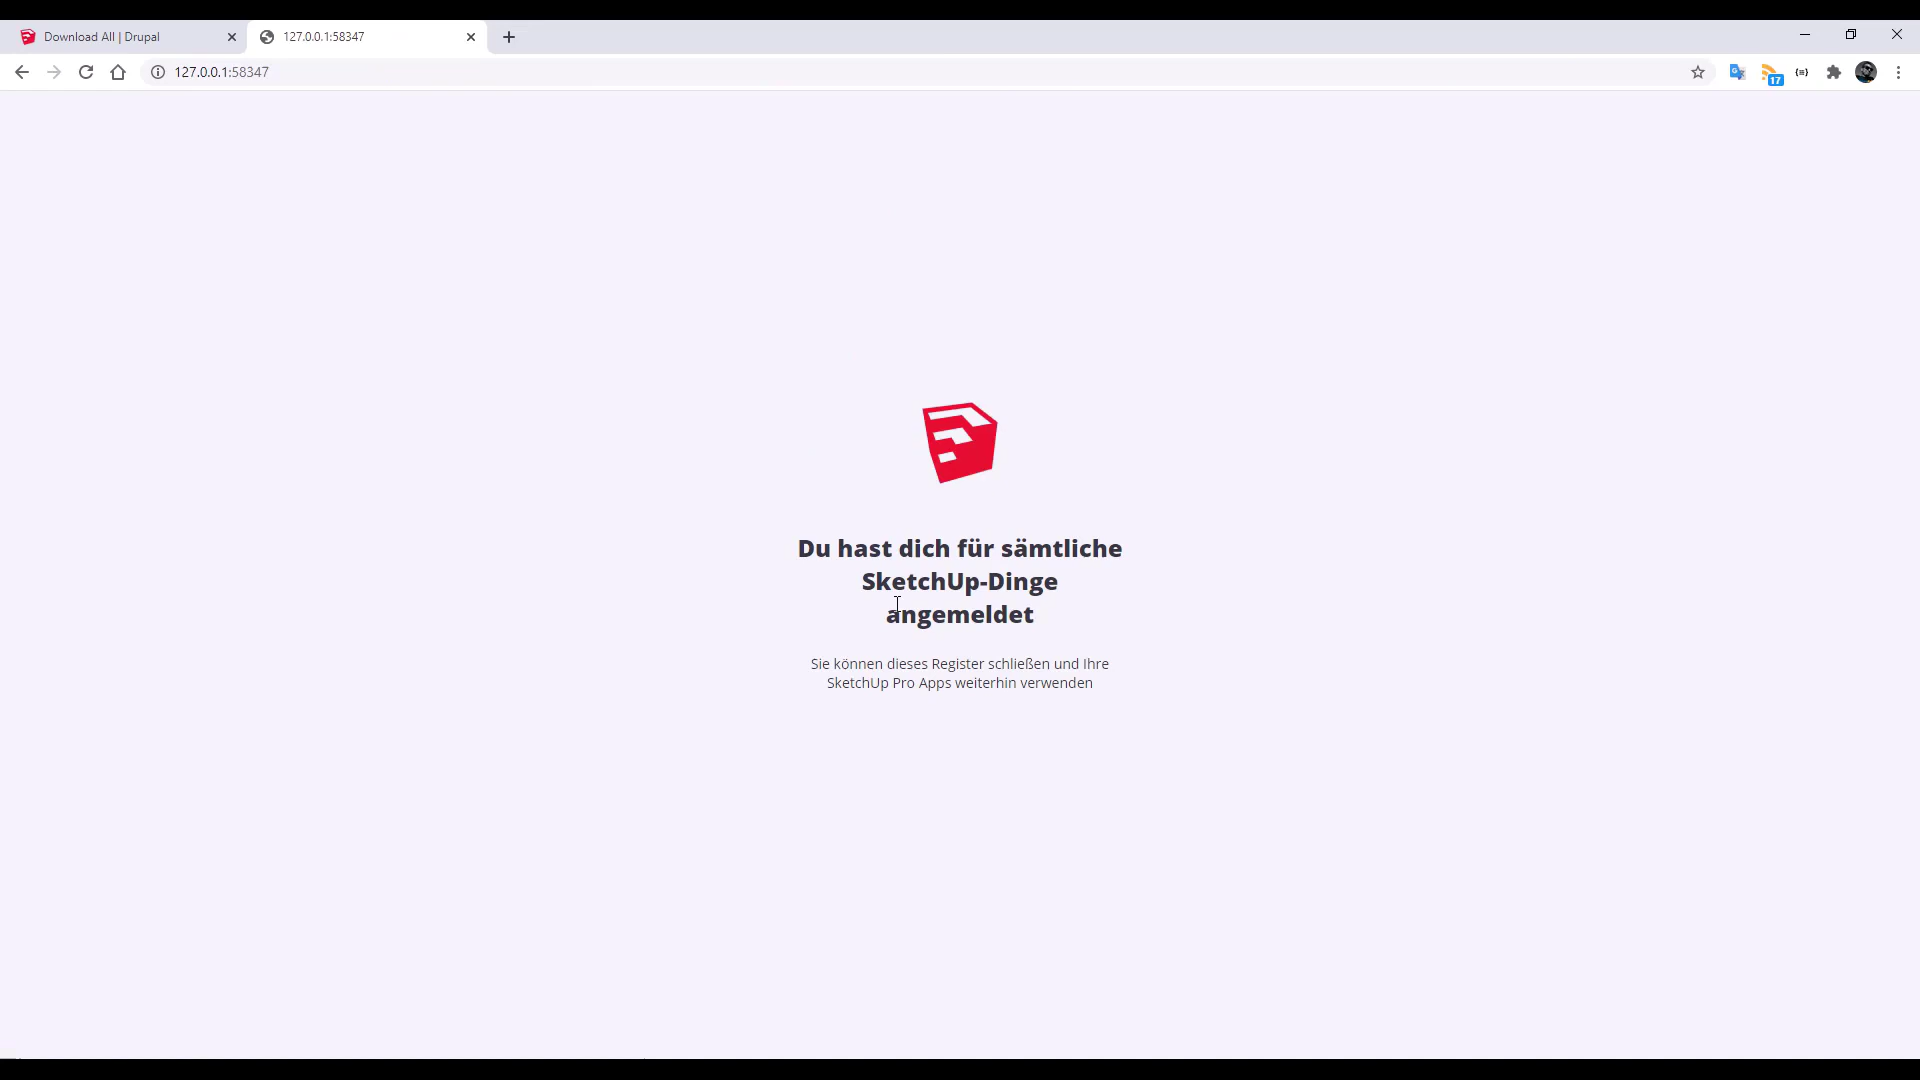 Download All | Drupal
127.0.0.1:58347
127.0.0.1:58347
17
Du hast dich für sämtliche
SketchUp-Dinge
angemeldet
Sie können dieses Register schließen und Ihre
SketchUp Pro Apps weiterhin verwenden